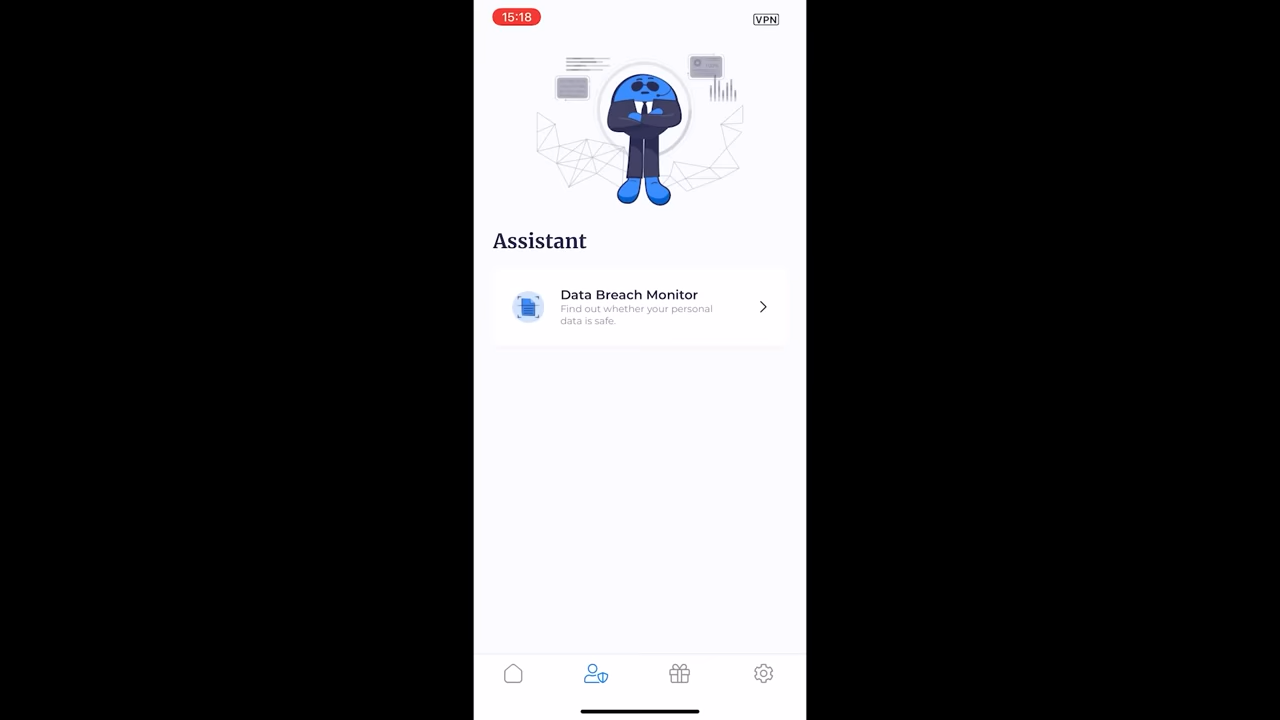 15:18
VPN
Assistant
Data Breach Monitor
Find out whether your personal
data is safe.